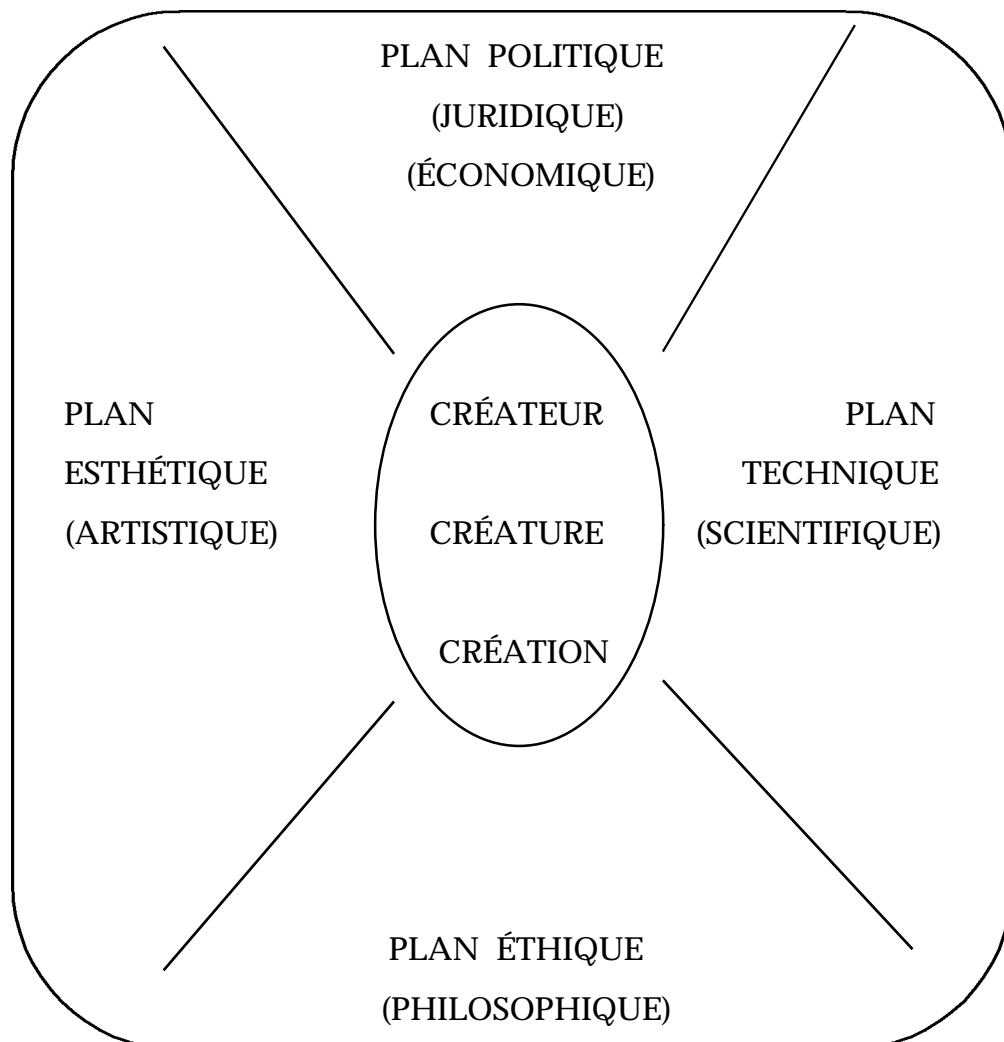 PLAN POLITIQUE
(JURIDIQUE)
(ÉCONOMIQUE)
PLAN
ESTHÉTIQUE
(ARTISTIQUE)
CRÉATEUR
CRÉATURE
CRÉATION
PLAN
TECHNIQUE
(SCIENTIFIQUE)
PLAN ÉTHIQUE
(PHILOSOPHIQUE)